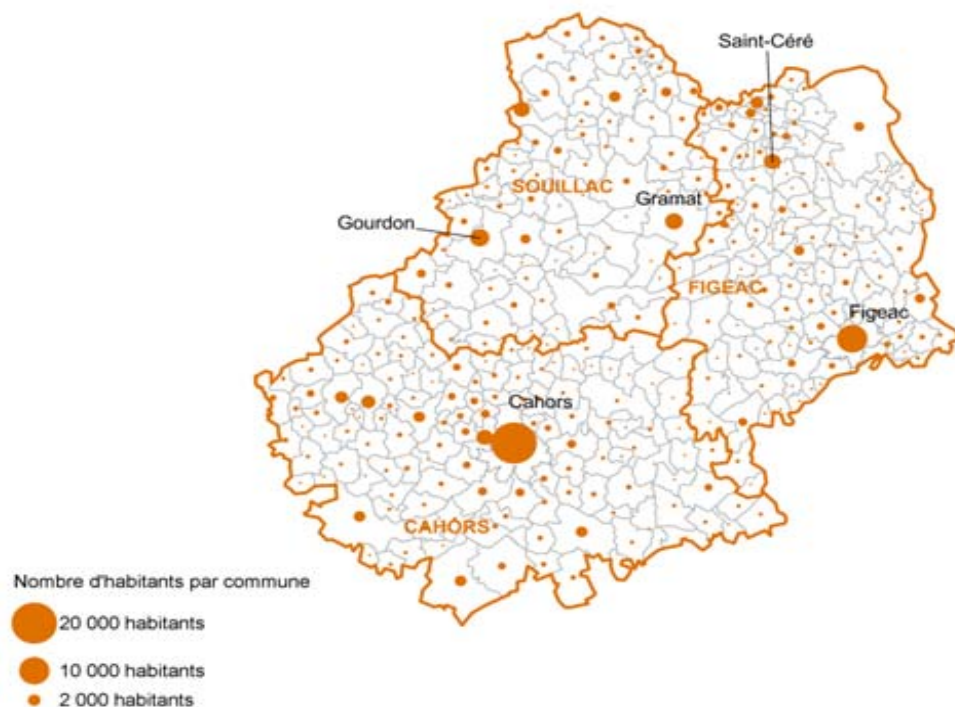 Saint-Céré
SOUILLAC
Gramat
Gourdon
FIGEAC
Figeac
Cahors
CAHORS
Nombre d'habitants par commune
20 000 habitants
10 000 habitants
2 000 habitants